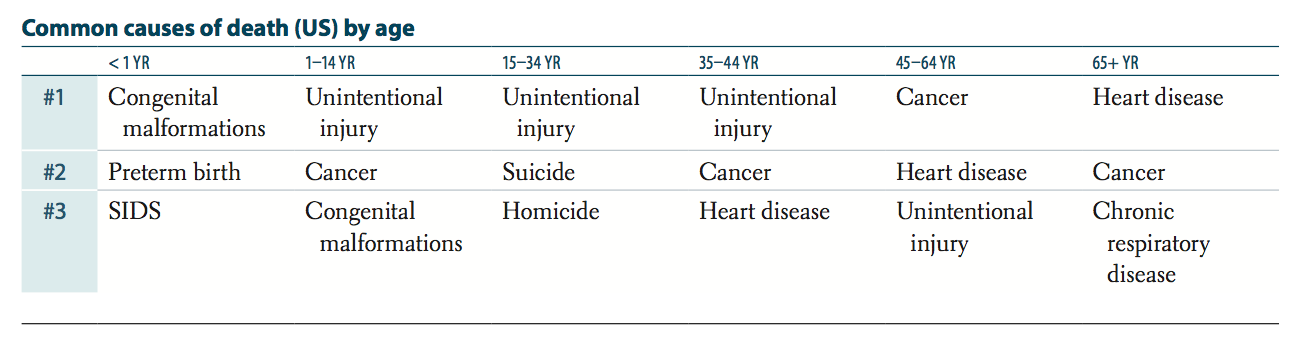 Common causes of death (US) by age
< 1 YR 1–14 YR 15–34 YR 35–44 YR 45–64 YR 65+ YR
#1 Congenital Unintentional Unintentional Unintentional Cancer Heart disease
malformations injury injury injury
#2 Preterm birth Cancer Suicide Cancer Heart disease Cancer
#3 SIDS Congenital Homicide Heart disease Unintentional Chronic
malformations injury respiratory
disease